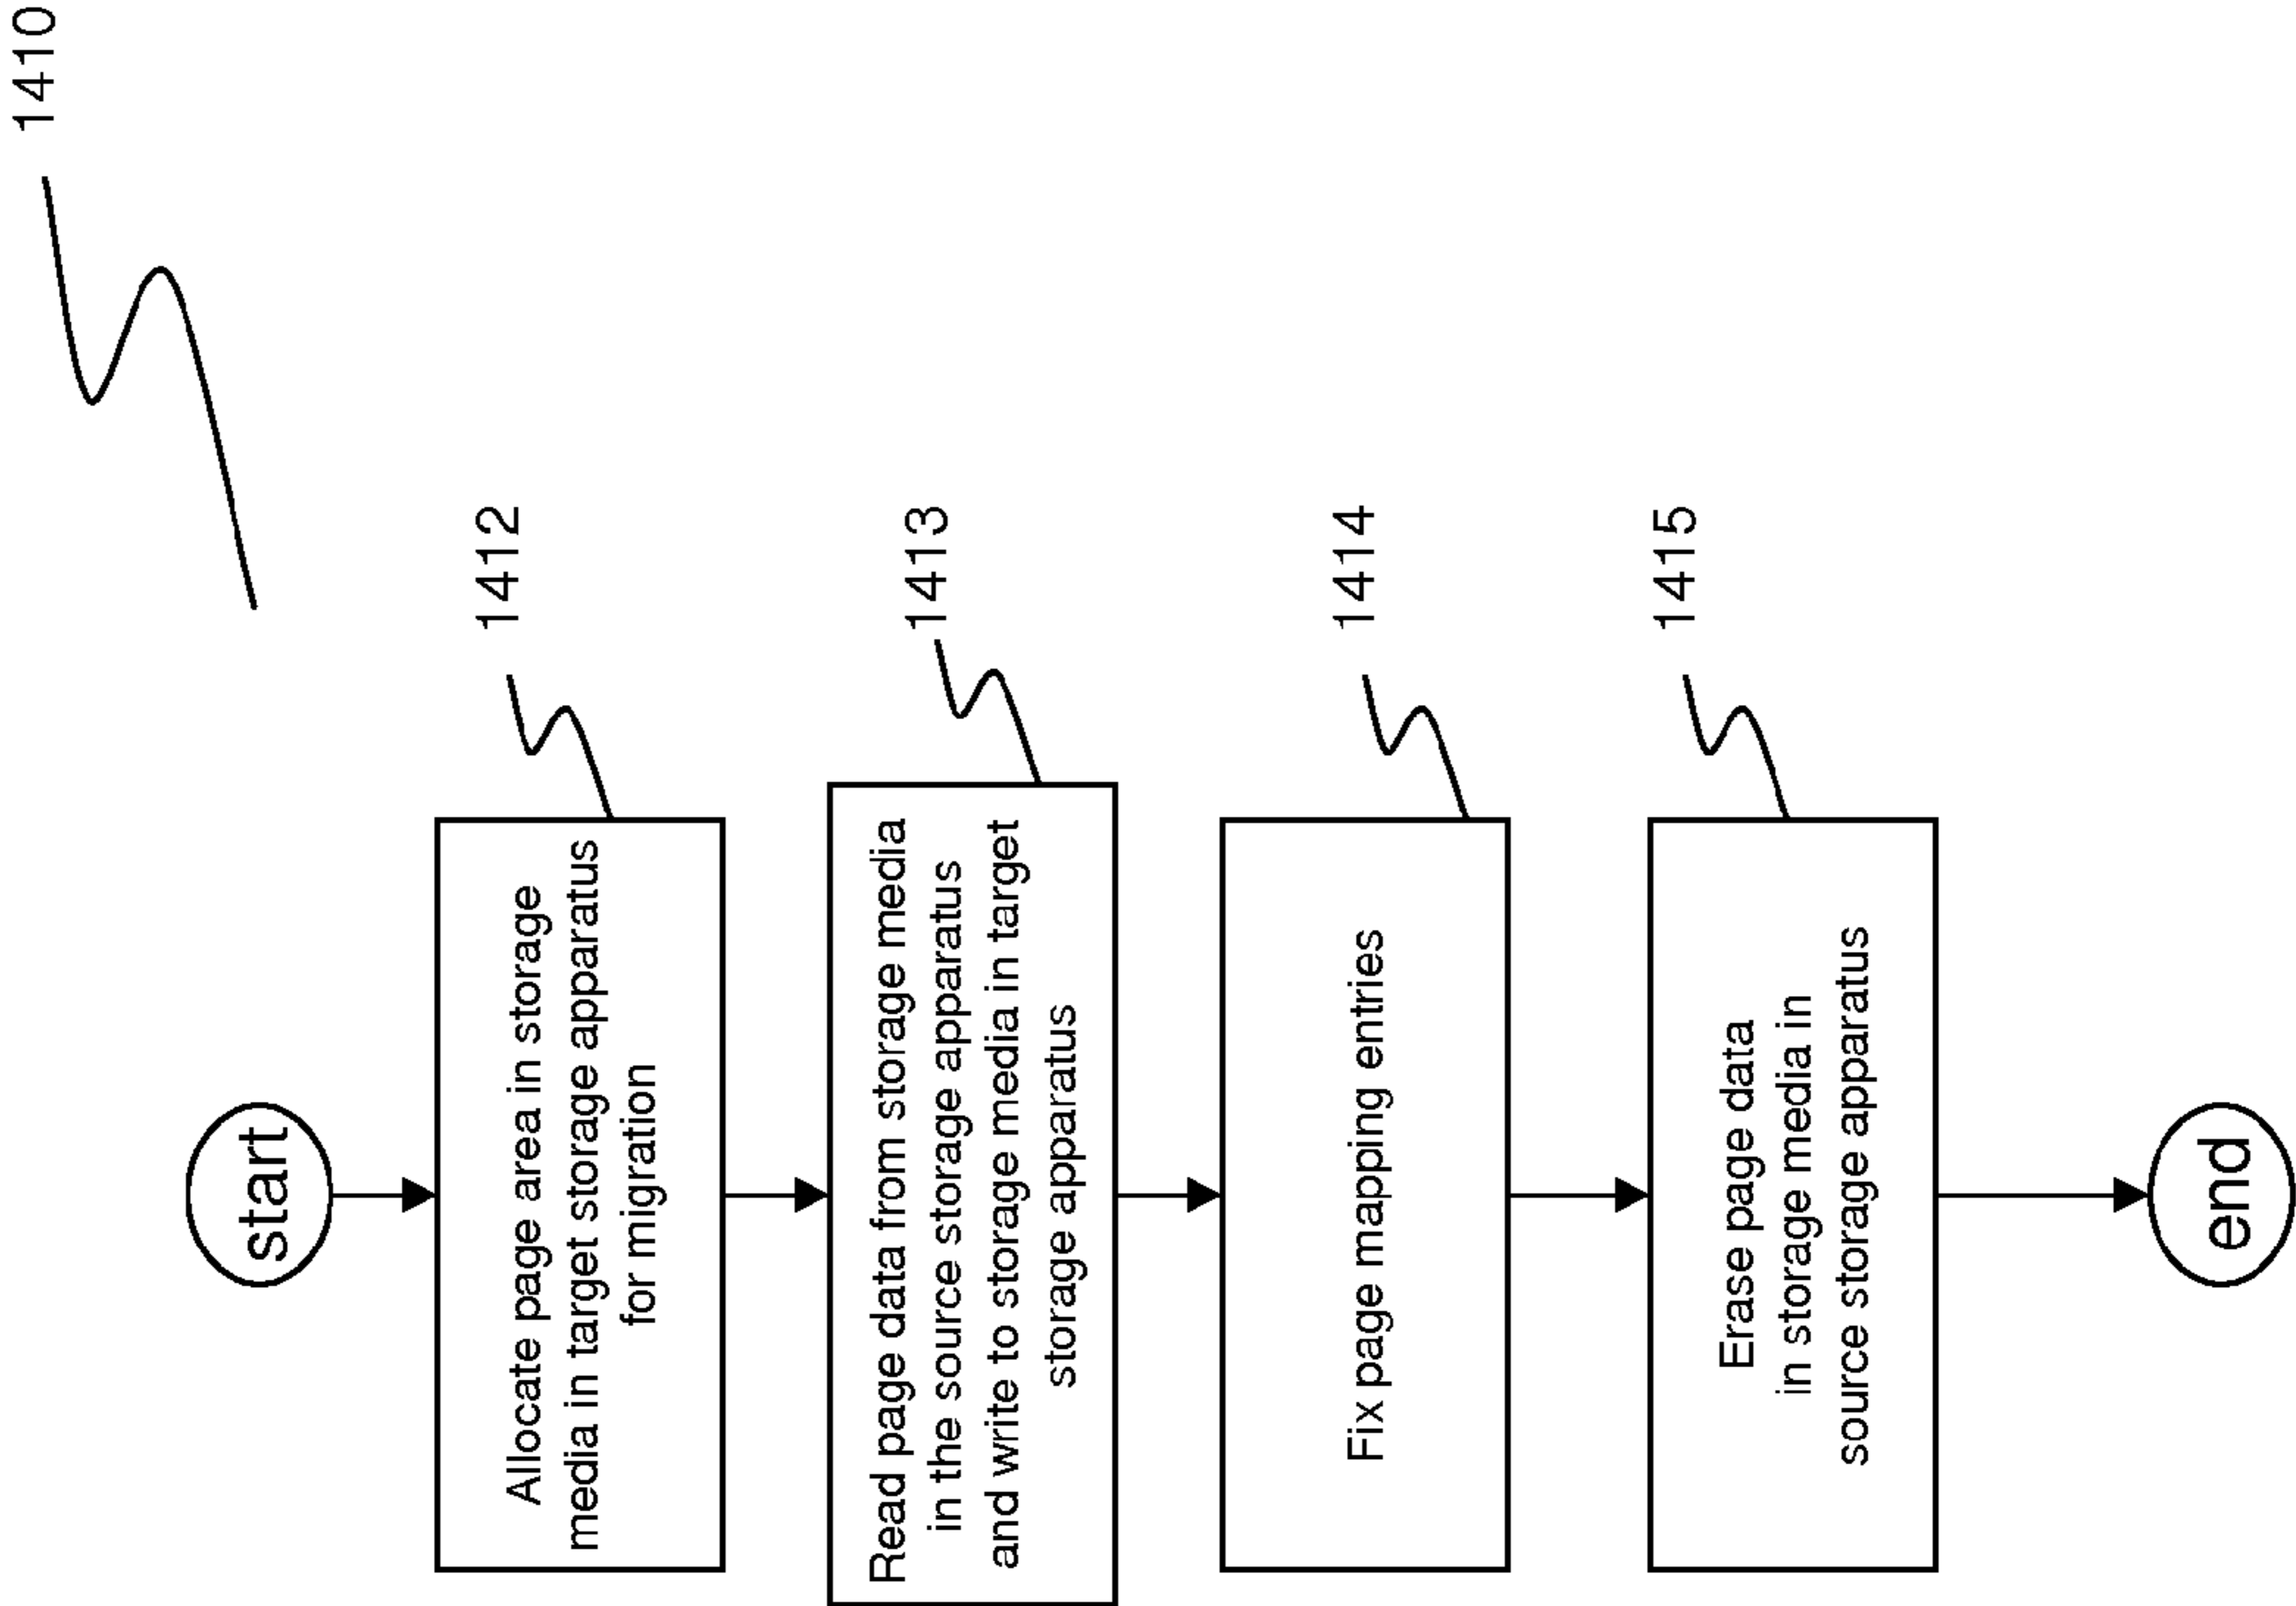 1410
start
1412
Allocate page area in storage
media in target storage apparatus
for migration
1413
Read page data from storage media
in the source storage apparatus
and write to storage media in target
storage apparatus
1414
Fix page mapping entries
1415
Erase page data
in storage media in
source storage apparatus
end